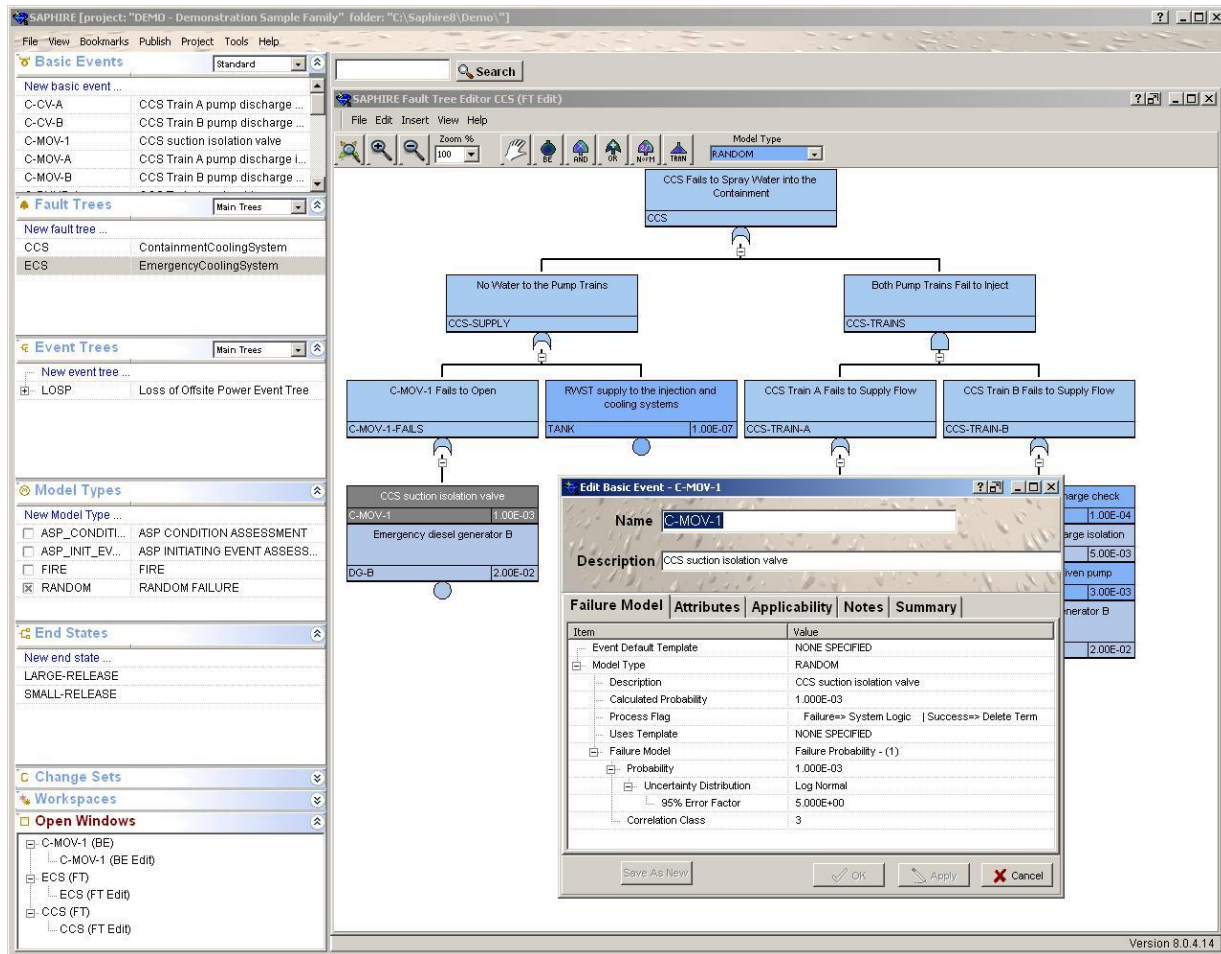 SAPHIRE [project: "DEMO - Demonstration Sample Family" folder: "C:\Saphire8\Demo\"]
File View Bookmarks Publish Project Tools Help
Basic Events Standard
New basic event ...
C-CV-A CCS Train A pump discharge ...
C-CV-B CCS Train B pump discharge ...
C-MOV-1 CCS suction isolation valve
C-MOV-A CCS Train A pump discharge i...
C-MOV-B CCS Train B pump discharge ...
Fault Trees Main Trees
New fault tree ...
CCS ContainmentCoolingSystem
ECS EmergencyCoolingSystem
Event Trees Main Trees
New event tree ...
LOSP Loss of Offsite Power Event Tree
Model Types
New Model Type ...
ASP_CONDITI... ASP CONDITION ASSESSMENT
ASP_INIT_EV... ASP INITIATING EVENT ASSESS...
FIRE FIRE
RANDOM RANDOM FAILURE
End States
New end state ...
LARGE-RELEASE
SMALL-RELEASE
Change Sets
Workspaces
Open Windows
C-MOV-1 (BE)
C-MOV-1 (BE Edit)
ECS (FT)
ECS (FT Edit)
CCS (FT)
CCS (FT Edit)
Search
SAPHIRE Fault Tree Editor CCS (FT Edit)
File Edit Insert View Help
Zoom %
100
BE
AND
OR
N/M
TRAN
Model Type
RANDOM
CCS Fails to Spray Water into the
Containment
CCS
No Water to the Pump Trains
CCS-SUPPLY
Both Pump Trains Fail to Inject
CCS-TRAINS
C-MOV-1 Fails to Open
C-MOV-1-FAILS
RWST supply to the injection and
cooling systems
TANK 1.00E-07
CCS Train A Fails to Supply Flow
CCS-TRAIN-A
CCS Train B Fails to Supply Flow
CCS-TRAIN-B
CCS suction isolation valve
C-MOV-1 1.00E-03
Emergency diesel generator B
DG-B 2.00E-02
harge check
1.00E-04
arge isolation
5.00E-03
iven pump
3.00E-03
nerator B
2.00E-02
Edit Basic Event - C-MOV-1
Name C-MOV-1
Description CCS suction isolation valve
Failure Model Attributes Applicability Notes Summary
Item Value
Event Default Template NONE SPECIFIED
Model Type RANDOM
Description CCS suction isolation valve
Calculated Probability 1.000E-03
Process Flag Failure=> System Logic | Success=> Delete Term
Uses Template NONE SPECIFIED
Failure Model Failure Probability - (1)
Probability 1.000E-03
Uncertainty Distribution Log Normal
95% Error Factor 5.000E+00
Correlation Class 3
Save As New OK Apply Cancel
Version 8.0.4.14